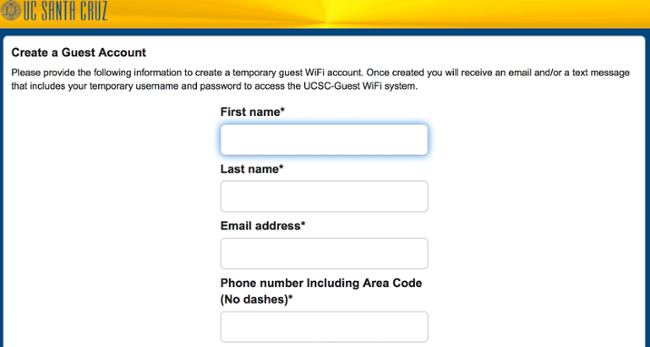 UC SANTA CRUZ
Create a Guest Account
Please provide the following information to create a temporary guest WiFi account. Once created you will receive an email and/or a text message
that includes your temporary username and password to access the UCSC-Guest WiFi system.
First name*
Last name*
Email address*
Phone number Including Area Code
(No dashes)*